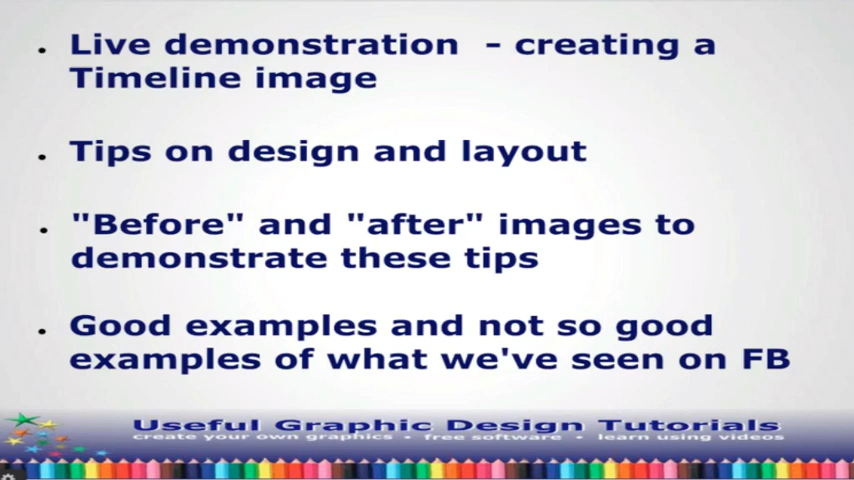 • Live demonstration - creating a
Timeline image
• Tips on design and layout
• "Before" and "after" images to
demonstrate these tips
• Good examples and not so good
examples of what we've seen on FB
Useful Graphic Design Tutorials
create your own graphics • free software • learn using videos